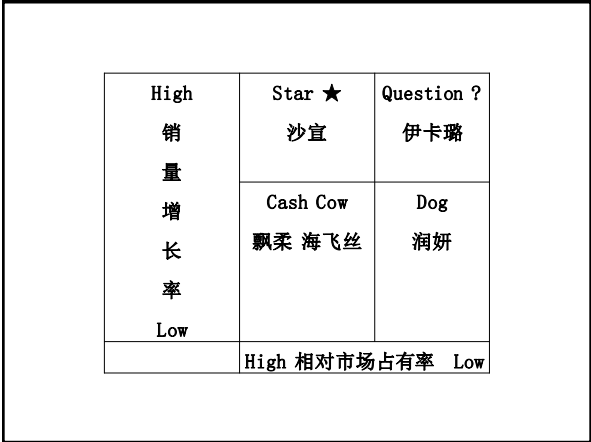 High
销
量
增
长
率
Low
Star ★
沙宣
Question ?
伊卡璐
Cash Cow
飘柔 海飞丝
Dog
润妍
High 相对市场占有率 Low